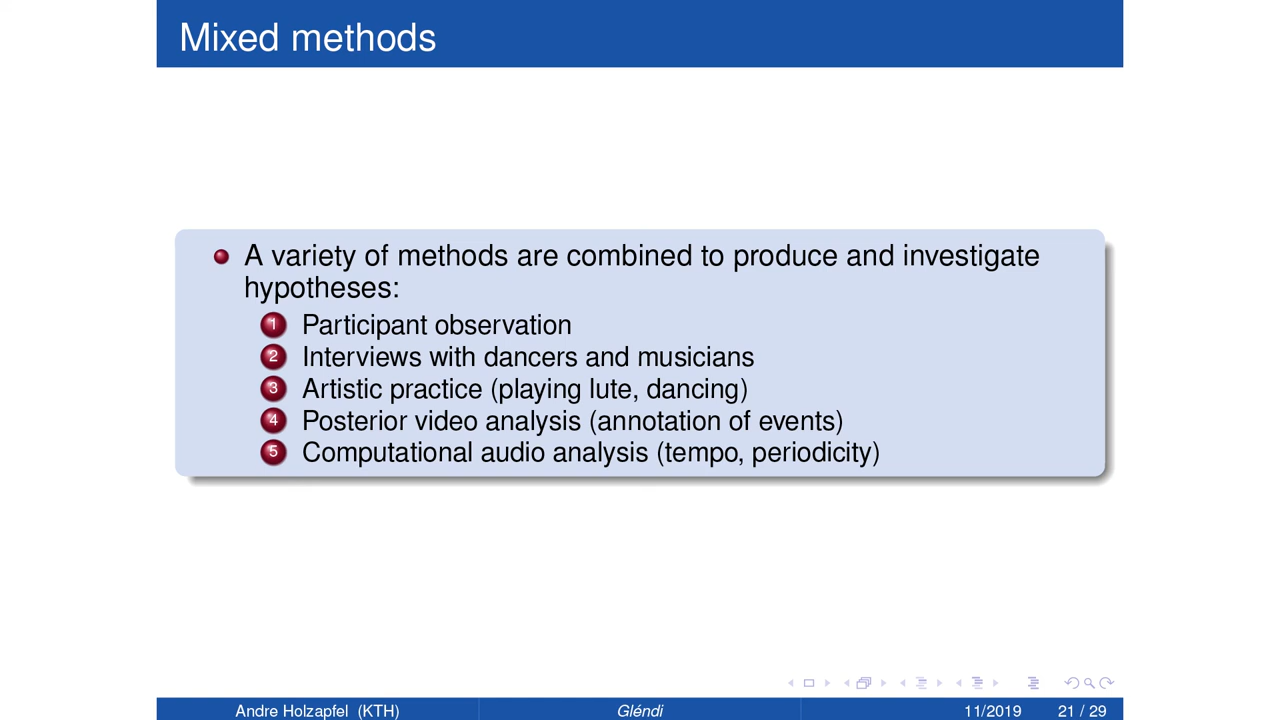 Mixed methods
A variety of methods are combined to produce and investigate
hypotheses:
1 Participant observation
2 Interviews with dancers and musicians
3 Artistic practice (playing lute, dancing)
4 Posterior video analysis (annotation of events)
5 Computational audio analysis (tempo, periodicity)
Andre Holzapfel (KTH) Gléndi 11/2019 21 / 29